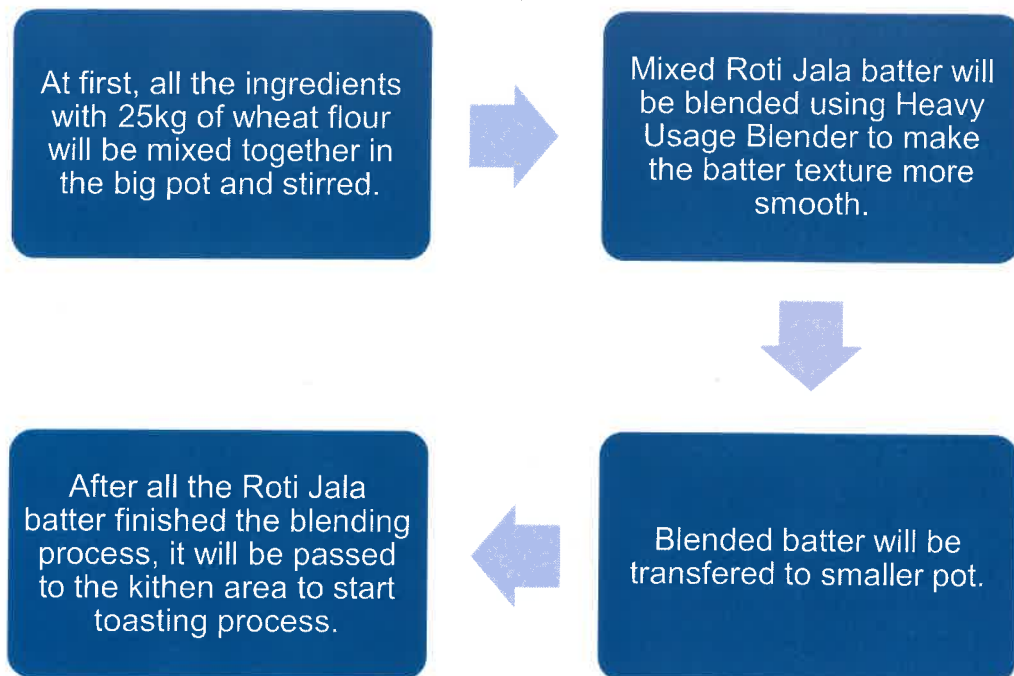 At first, all the ingredients
with 25kg of wheat flour
will be mixed together in
the big pot and stirred.
Mixed Roti Jala batter will
be blended using Heavy
Usage Blender to make
the batter texture more
smooth.
Blended batter will be
transfered to smaller pot.
After all the Roti Jala
batter finished the blending
process, it will be passed
to the kithen area to start
toasting process.